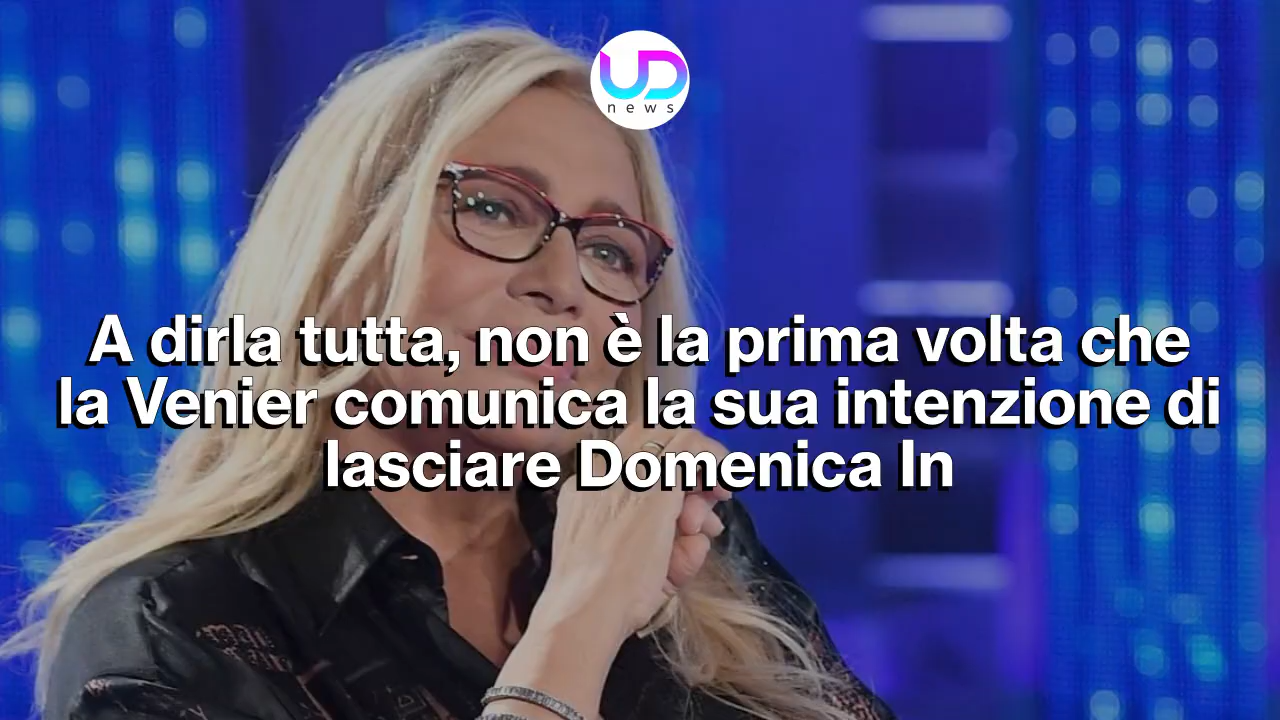 UD
news
A dirla tutta, non è la prima volta che
la Venier comunica la sua intenzione di
lasciare Domenica In